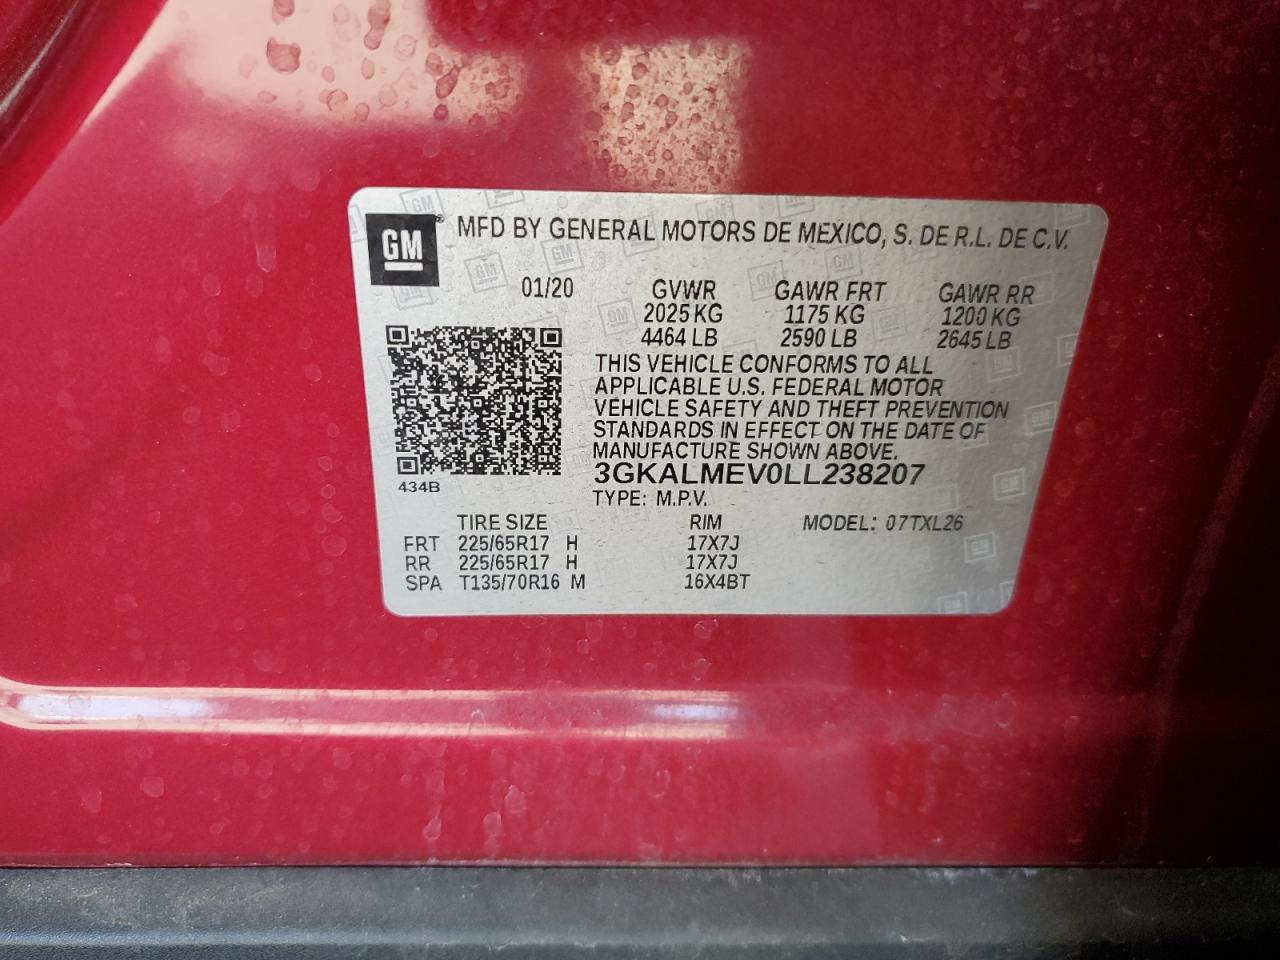 GM ® MFD BY GENERAL MOTORS DE MEXICO, S. DE R.L. DE C.V.
01/20 GVWR GAWR FRT GAWR RR
2025 KG 1175 KG 1200 KG
4464 LB 2590 LB 2645 LB
THIS VEHICLE CONFORMS TO ALL
APPLICABLE U.S. FEDERAL MOTOR
VEHICLE SAFETY AND THEFT PREVENTION
STANDARDS IN EFFECT ON THE DATE OF
MANUFACTURE SHOWN ABOVE.
3GKALMEV0LL238207
434B
TYPE: M.P.V.
TIRE SIZE RIM MODEL: 07TXL26
FRT 225/65R17 H 17X7J
RR 225/65R17 H 17X7J
SPA T135/70R16 M 16X4BT